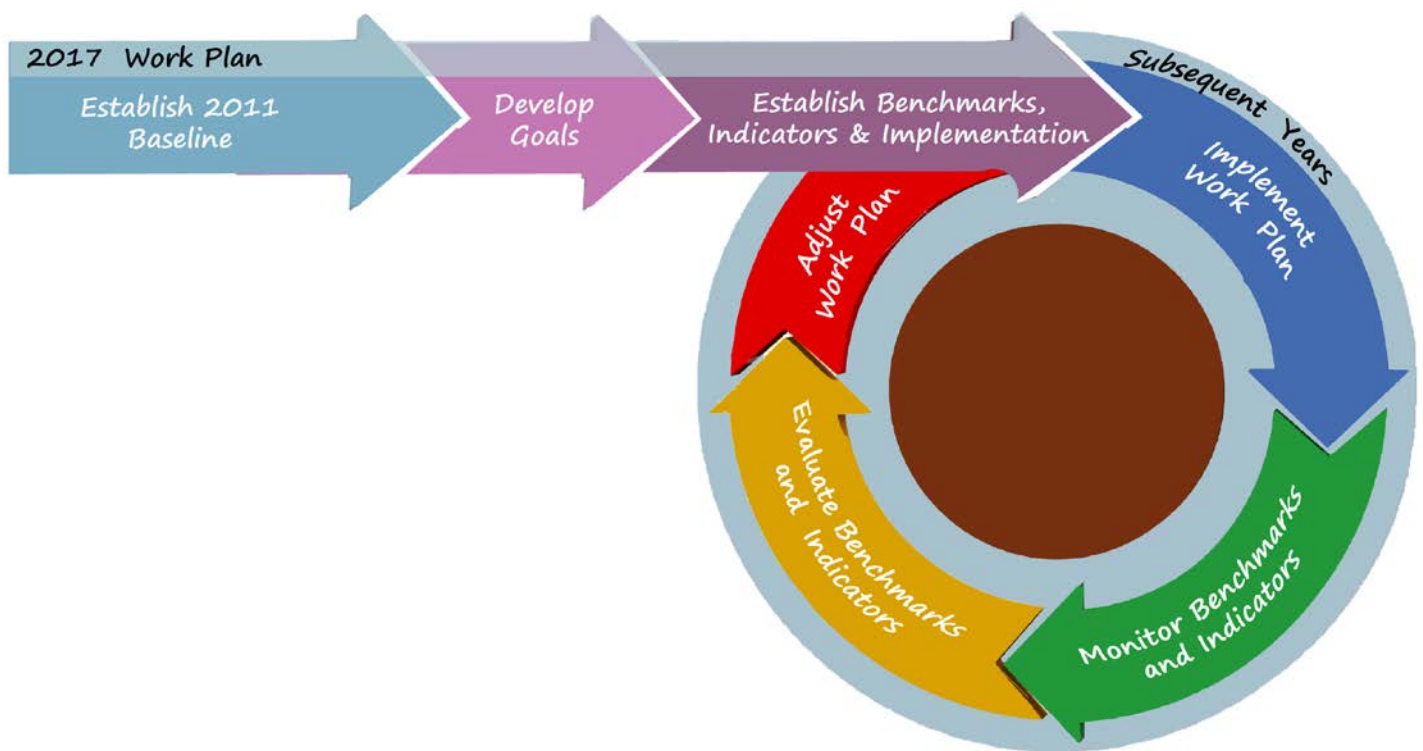 2017 Work Plan
Establish 2011
Baseline
Develop
Goals
Establish Benchmarks,
Indicators & Implementation
Subsequent Years
Implement
Work Plan
Monitor Benchmarks
and Indicators
Evaluate Benchmarks
and Indicators
Adjust
Work Plan